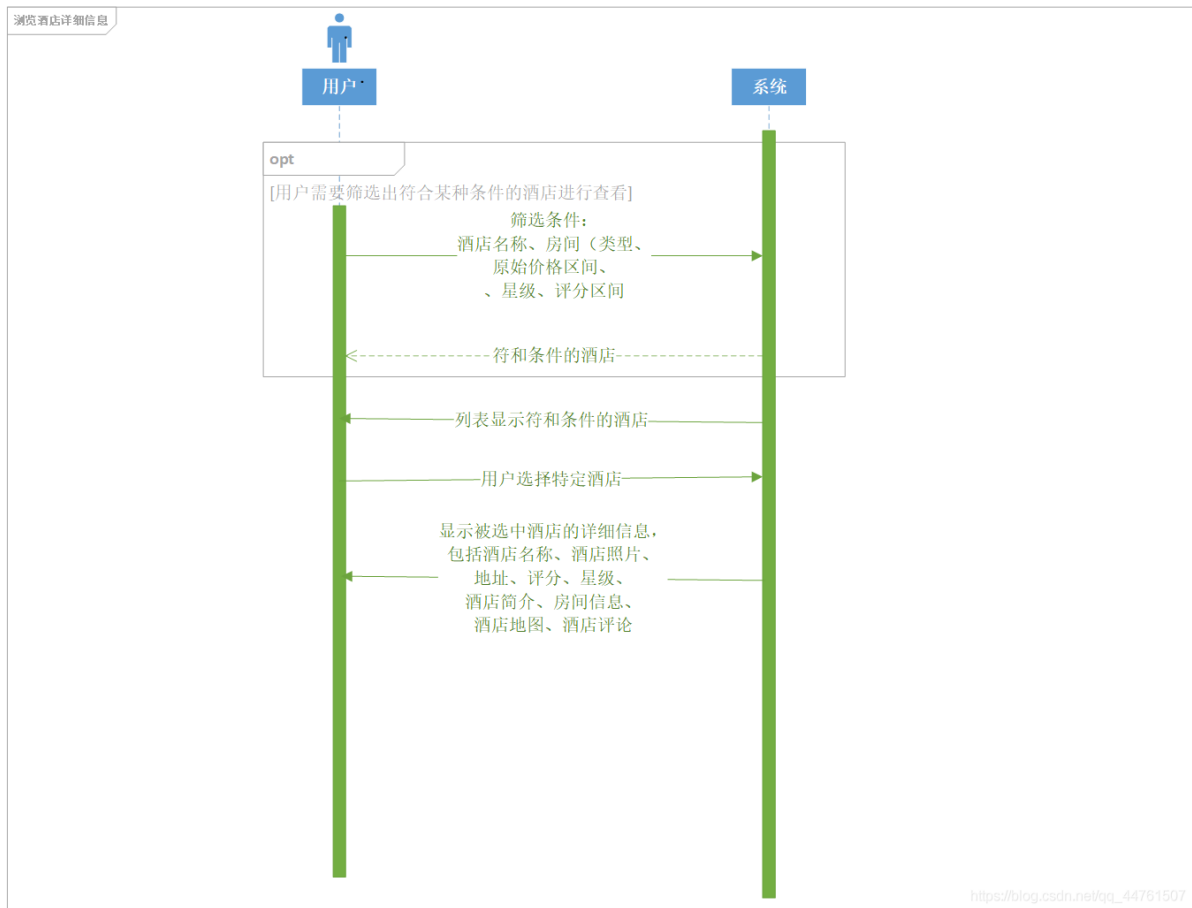 浏览酒店详细信息
用户
系统
opt
[用户需要筛选出符合某种条件的酒店进行查看]
筛选条件：
酒店名称、房间（类型、
原始价格区间、
、星级、评分区间
符和条件的酒店
列表显示符和条件的酒店
用户选择特定酒店
显示被选中酒店的详细信息，
包括酒店名称、酒店照片、
地址、评分、星级、
酒店简介、房间信息、
酒店地图、酒店评论
https://blog.csdn.net/qq_44761507